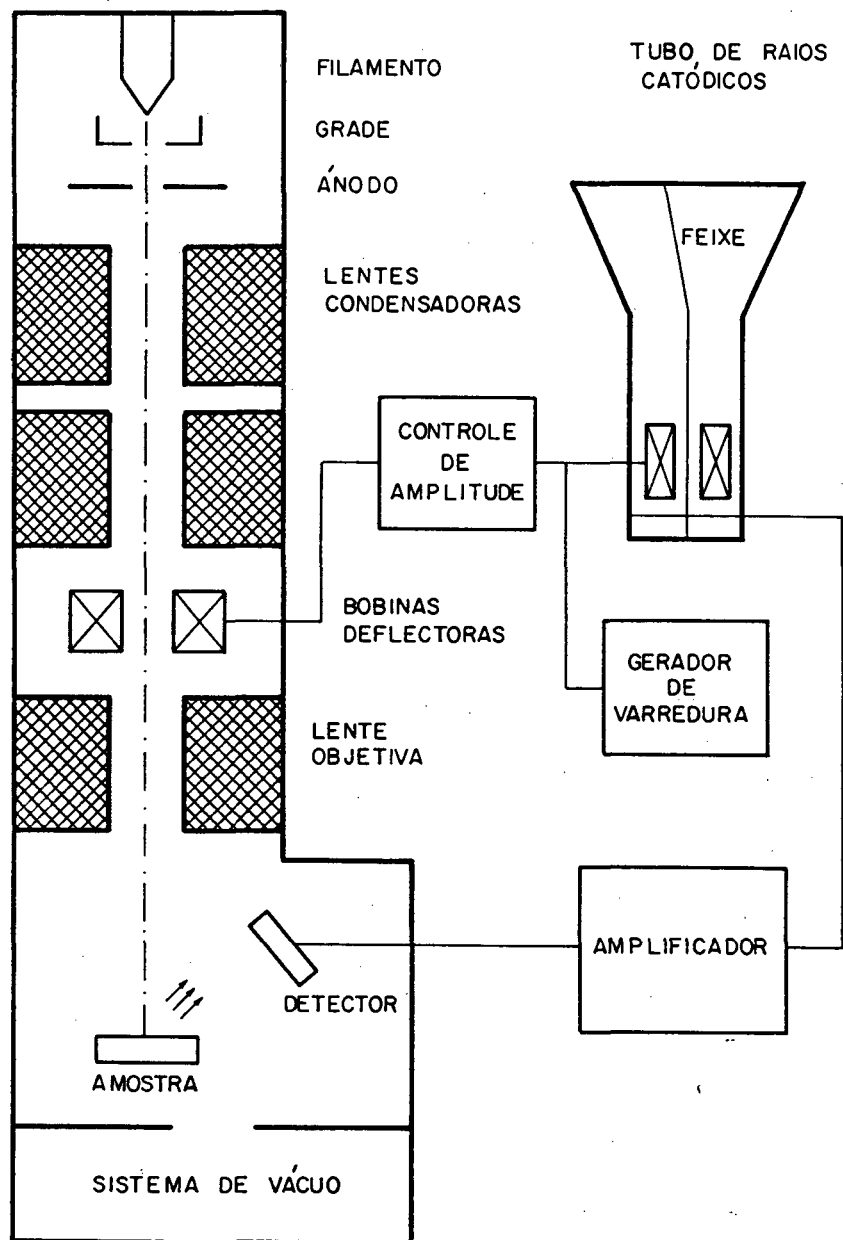 FILAMENTO
GRADE
ÁNODO
LENTES
CONDENSADORAS
BOBINAS
DEFLECTORAS
LENTE
OBJETIVA
DETECTOR
AMOSTRA
SISTEMA DE VÁCUO
TUBO DE RAIOS
CATÓDICOS
FEIXE
CONTROLE
DE
AMPLITUDE
GERADOR
DE
VARREDURA
AMPLIFICADOR